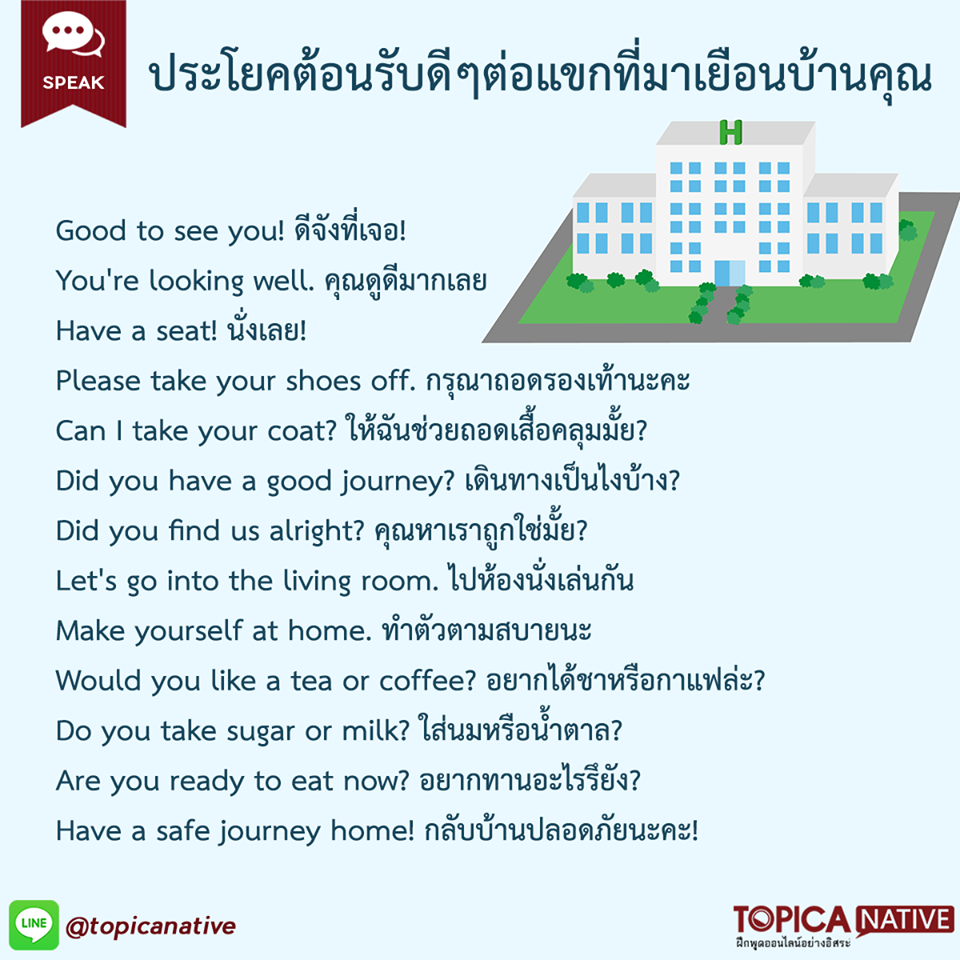 SPEAK
ประโยคต้อนรับดีๆต่อแขกที่มาเยือนบ้านคุณ
H
Good to see you! ดีจังที่เจอ!
You're looking well. คุณดูดีมากเลย
Have a seat! นั่งเลย!
Please take your shoes off. กรุณาถอดรองเท้านะคะ
Can I take your coat? ให้ฉันช่วยถอดเสื้อคลุมมั้ย?
Did you have a good journey? เดินทางเป็นไงบ้าง?
Did you find us alright? คุณหาเราถูกใช่มั้ย?
Let's go into the living room. ไปห้องนั่งเล่นกัน
Make yourself at home. ทำตัวตามสบายนะ
Would you like a tea or coffee? อยากได้ชาหรือกาแฟล่ะ?
Do you take sugar or milk? ใส่นมหรือน้ำตาล?
Are you ready to eat now? อยากทานอะไรรึยัง?
Have a safe journey home! กลับบ้านปลอดภัยนะคะ!
LINE @topicanative
TOPICA NATIVE
ฝึกพูดออนไลน์อย่างอิสระ